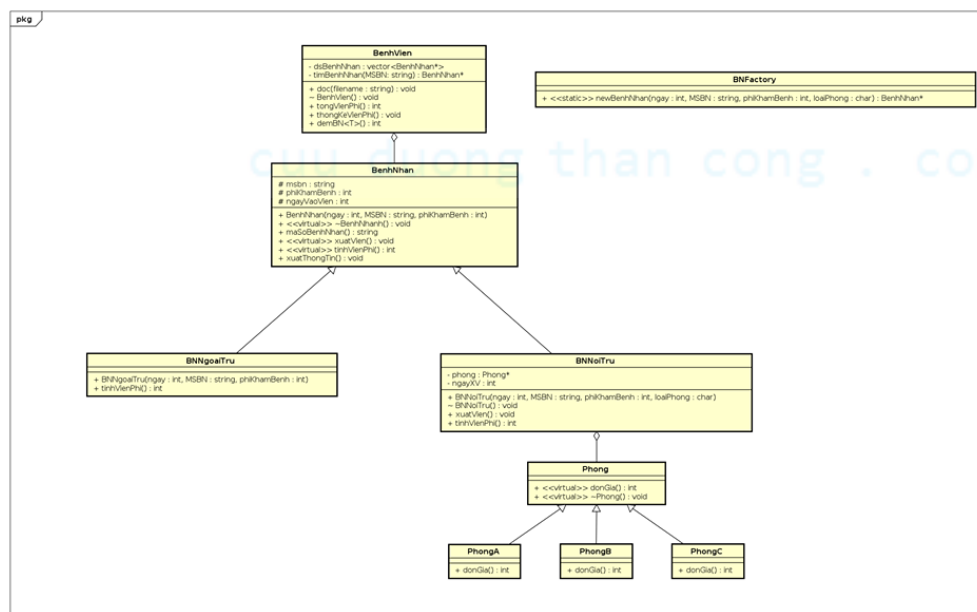 pkg
BenhVien
- dsBenhNhan : vector<BenhNhan*>
- timBenhNhan(MSBN: string) : BenhNhan*
+ doc(filename : string) : void
~ BenhVien() : void
+ tongVienPhi() : int
+ thongKeVienPhi() : void
+ demBN<T>() : int
BNFactory
+ <<static>> newBenhNhan(ngay : int, MSBN : string, phiKhamBenh : int, loaiPhong : char) : BenhNhan*
cuu duong than cong . co
BenhNhan
# msbn : string
# phiKhamBenh : int
# ngayVaoVien : int
+ BenhNhan(ngay : int, MSBN : string, phiKhamBenh : int)
+ <<virtual>> ~BenhNhanh() : void
+ maSoBenhNhan() : string
+ <<virtual>> xuatVien() : void
+ <<virtual>> tinhVienPhi() : int
+ xuatThongTin() : void
BNNgoaiTru
+ BNNgoaiTru(ngay : int, MSBN : string, phiKhamBenh : int)
+ tinhVienPhi() : int
BNNoiTru
- phong : Phong*
- ngayXV : int
+ BNNoiTru(ngay : int, MSBN : string, phiKhamBenh : int, loaiPhong : char)
~ BNNoiTru() : void
+ xuatVien() : void
+ tinhVienPhi() : int
Phong
+ <<virtual>> donGia() : int
+ <<virtual>> ~Phong() : void
PhongA
+ donGia() : int
PhongB
+ donGia() : int
PhongC
+ donGia() : int